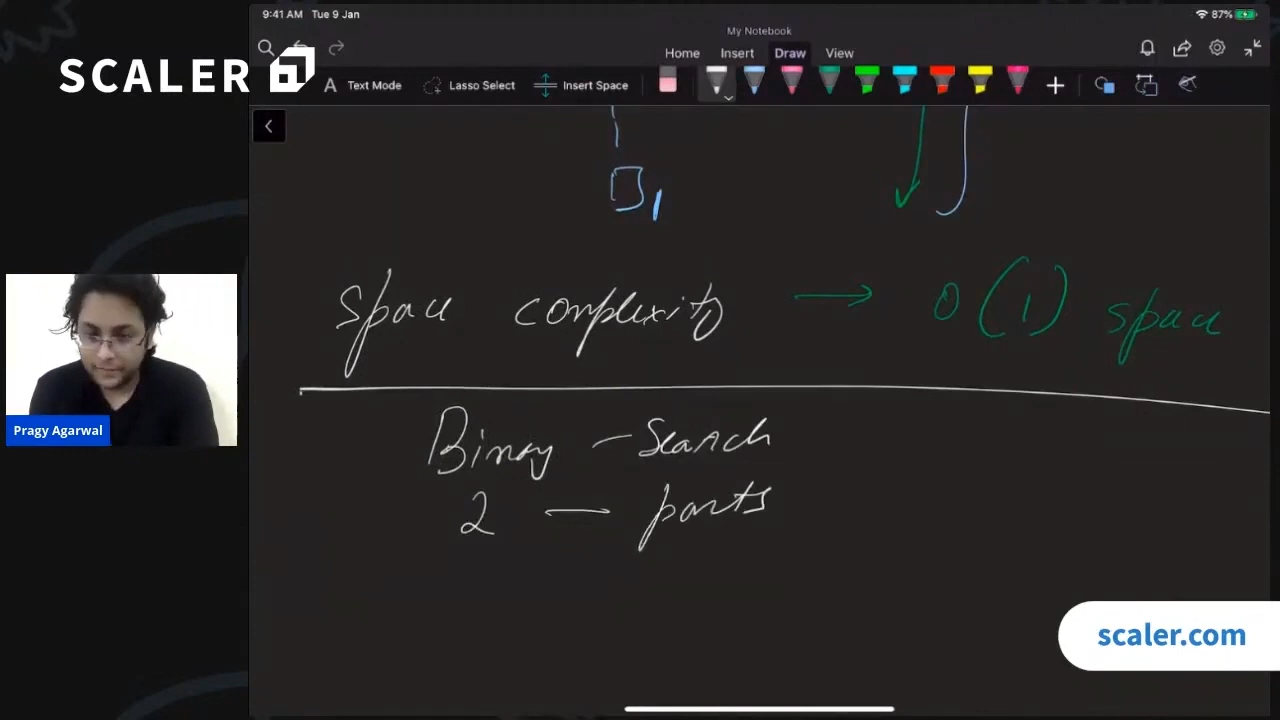 9:41 AM Tue 9 Jan
87%
My Notebook
SCALER
Home Insert Draw View
A Text Mode Lasso Select Insert Space
space complexity → O(1) space
Binary - Search
2 — parts
Pragy Agarwal
scaler.com